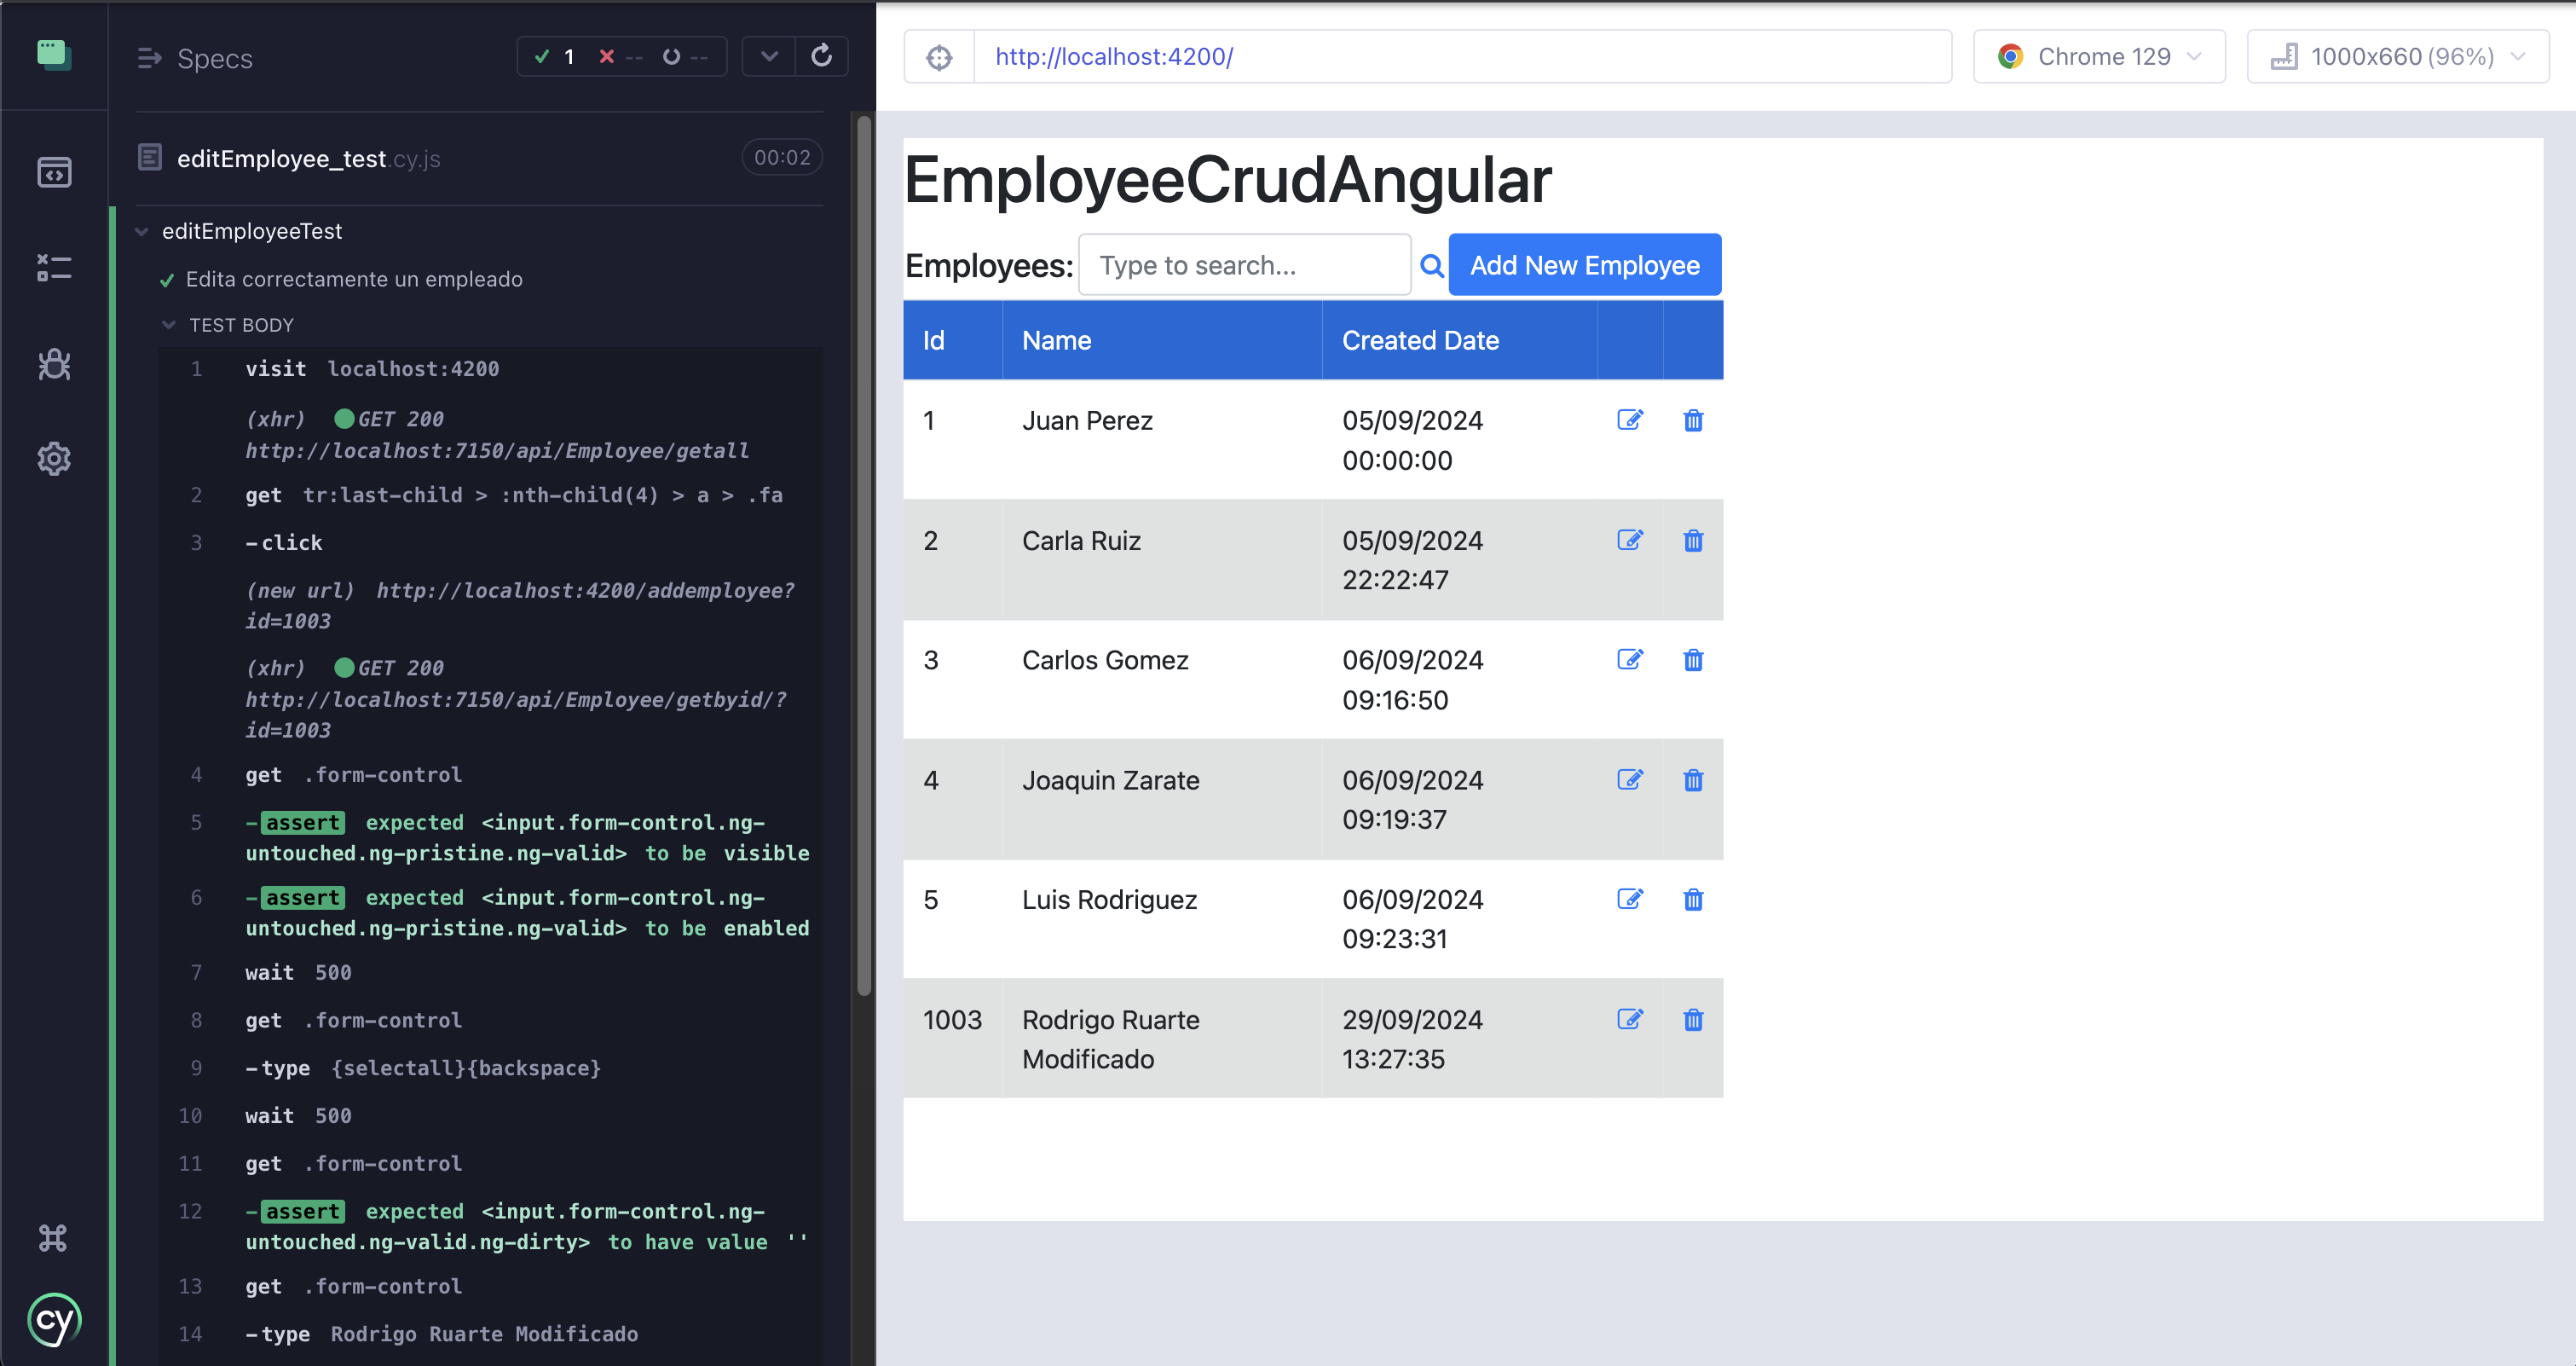 Specs
1
--
--
editEmployee_test.cy.js
00:02
editEmployeeTest
Edita correctamente un empleado
TEST BODY
1 visit localhost:4200
(xhr) GET 200
http://localhost:7150/api/Employee/getall
2 get tr:last-child > :nth-child(4) > a > .fa
3 -click
(new url) http://localhost:4200/addemployee?
id=1003
(xhr) GET 200
http://localhost:7150/api/Employee/getbyid/?
id=1003
4 get .form-control
5 -assert expected <input.form-control.ng-
untouched.ng-pristine.ng-valid> to be visible
6 -assert expected <input.form-control.ng-
untouched.ng-pristine.ng-valid> to be enabled
7 wait 500
8 get .form-control
9 -type {selectall}{backspace}
10 wait 500
11 get .form-control
12 -assert expected <input.form-control.ng-
untouched.ng-valid.ng-dirty> to have value ''
13 get .form-control
14 -type Rodrigo Ruarte Modificado
cy
http://localhost:4200/
Chrome 129
1000x660 (96%)
EmployeeCrudAngular
Employees: Type to search... Add New Employee
Id Name Created Date
1 Juan Perez 05/09/2024
00:00:00
2 Carla Ruiz 05/09/2024
22:22:47
3 Carlos Gomez 06/09/2024
09:16:50
4 Joaquin Zarate 06/09/2024
09:19:37
5 Luis Rodriguez 06/09/2024
09:23:31
1003 Rodrigo Ruarte 29/09/2024
Modificado 13:27:35